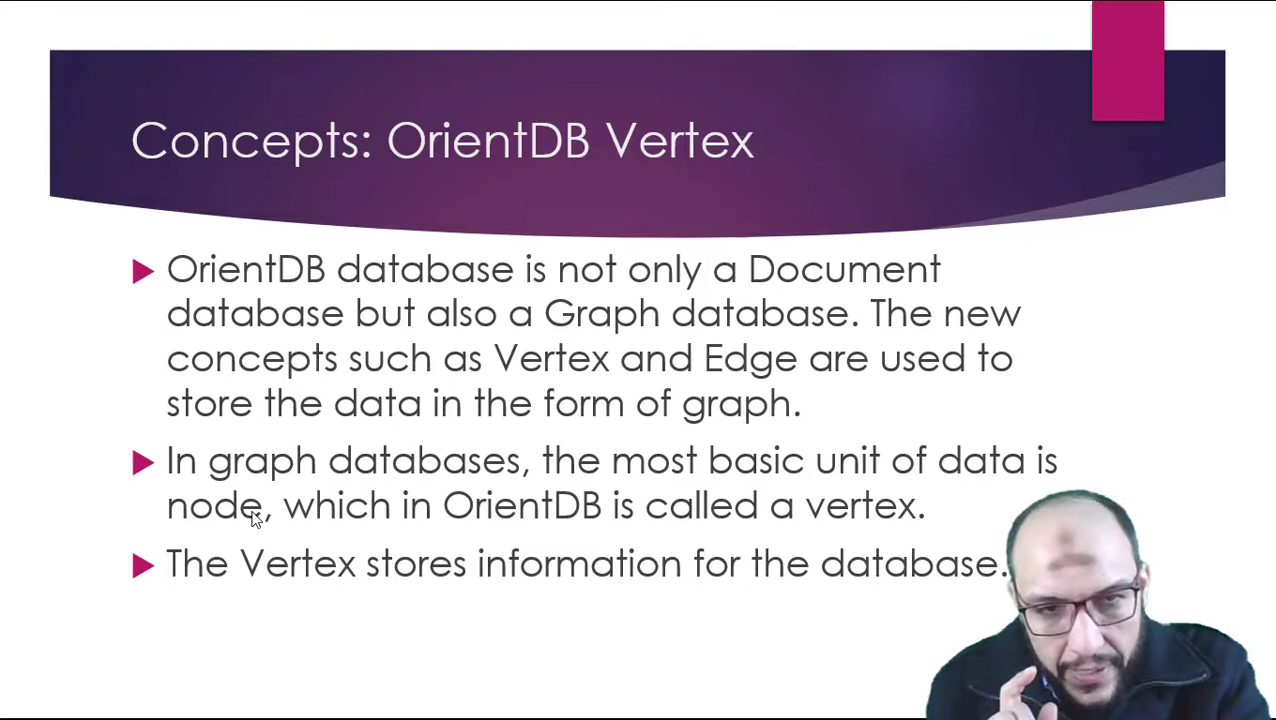 Concepts: OrientDB Vertex
OrientDB database is not only a Document
database but also a Graph database. The new
concepts such as Vertex and Edge are used to
store the data in the form of graph.
In graph databases, the most basic unit of data is
node, which in OrientDB is called a vertex.
The Vertex stores information for the database.